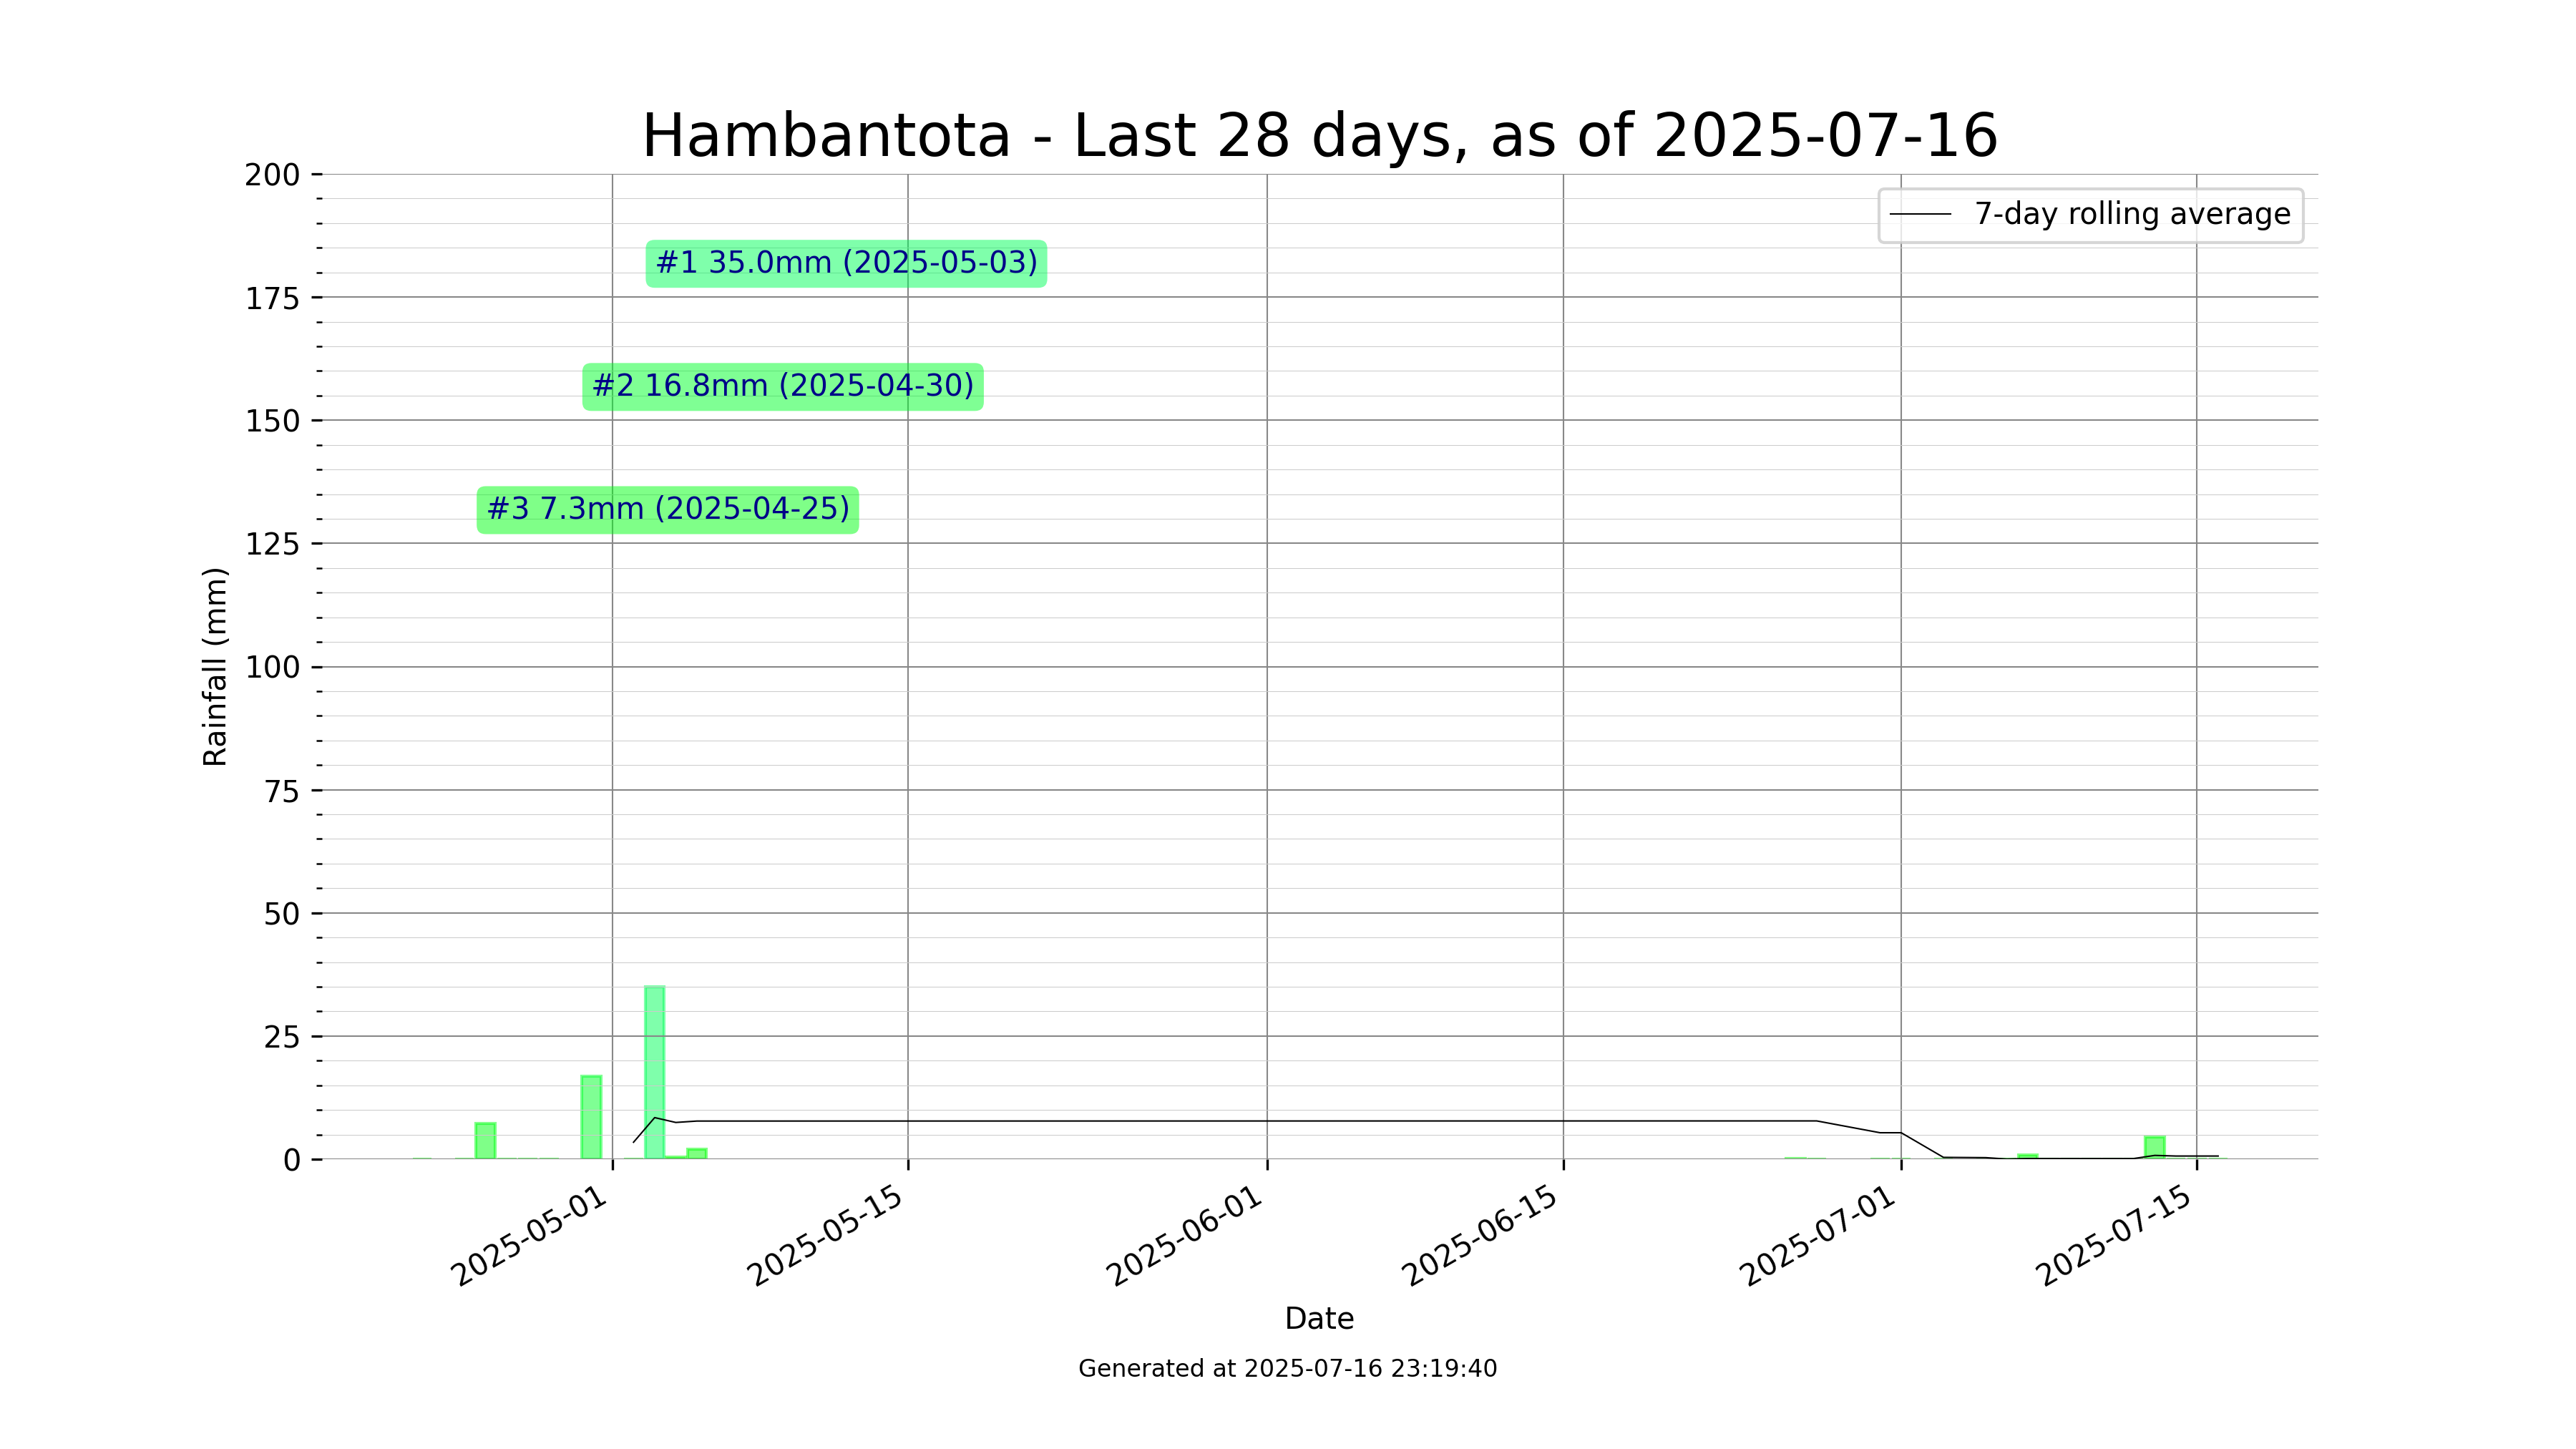 Hambantota - Last 28 days, as of 2025-07-16
200
175
150
125
100
75
50
25
0
Rainfall (mm)
7-day rolling average
#1 35.0mm (2025-05-03)
#2 16.8mm (2025-04-30)
#3 7.3mm (2025-04-25)
2025-05-01
2025-05-15
2025-06-01
2025-06-15
2025-07-01
2025-07-15
Date
Generated at 2025-07-16 23:19:40